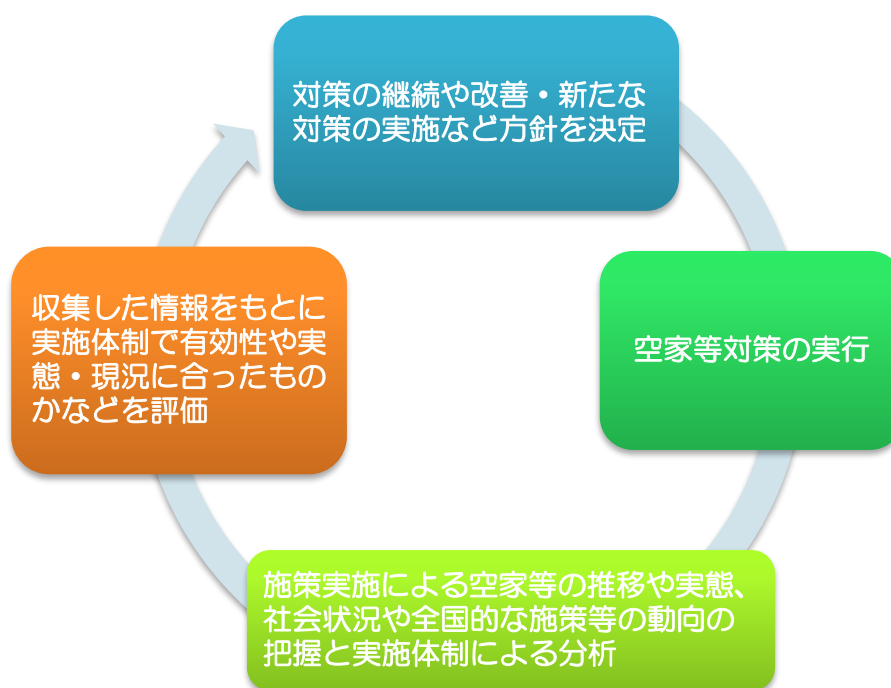 対策の継続や改善・新たな
対策の実施など方針を決定
空家等対策の実行
施策実施による空家等の推移や実態、
社会状況や全国的な施策等の動向の
把握と実施体制による分析
収集した情報をもとに
実施体制で有効性や実
態・現況に合ったもの
かなどを評価